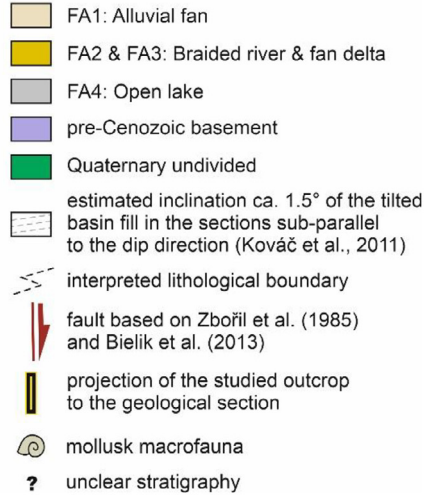 FA1: Alluvial fan
FA2 & FA3: Braided river & fan delta
FA4: Open lake
pre-Cenozoic basement
Quaternary undivided
estimated inclination ca. 1.5° of the tilted
basin fill in the sections sub-parallel
to the dip direction (Kováč et al., 2011)
interpreted lithological boundary
fault based on Zbořil et al. (1985)
and Bielik et al. (2013)
projection of the studied outcrop
to the geological section
mollusk macrofauna
? unclear stratigraphy